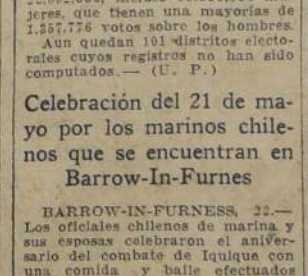 jeres, que tienen una mayorías de
1.357.776 votos sobre los hombres.
Aun quedan 101 distritos electo-
rales cuyos registros no han sido
computados.— (U. P.)
Celebración del 21 de ma-
yo por los marinos chile-
nos que se encuentran en
Barrow-In-Furnes
BARROW-IN-FURNESS, 22.—
Los oficiales chilenos de marina y
sus esposas celebraron el aniver-
sario del combate de Iquique con
una comida y baile efectuados